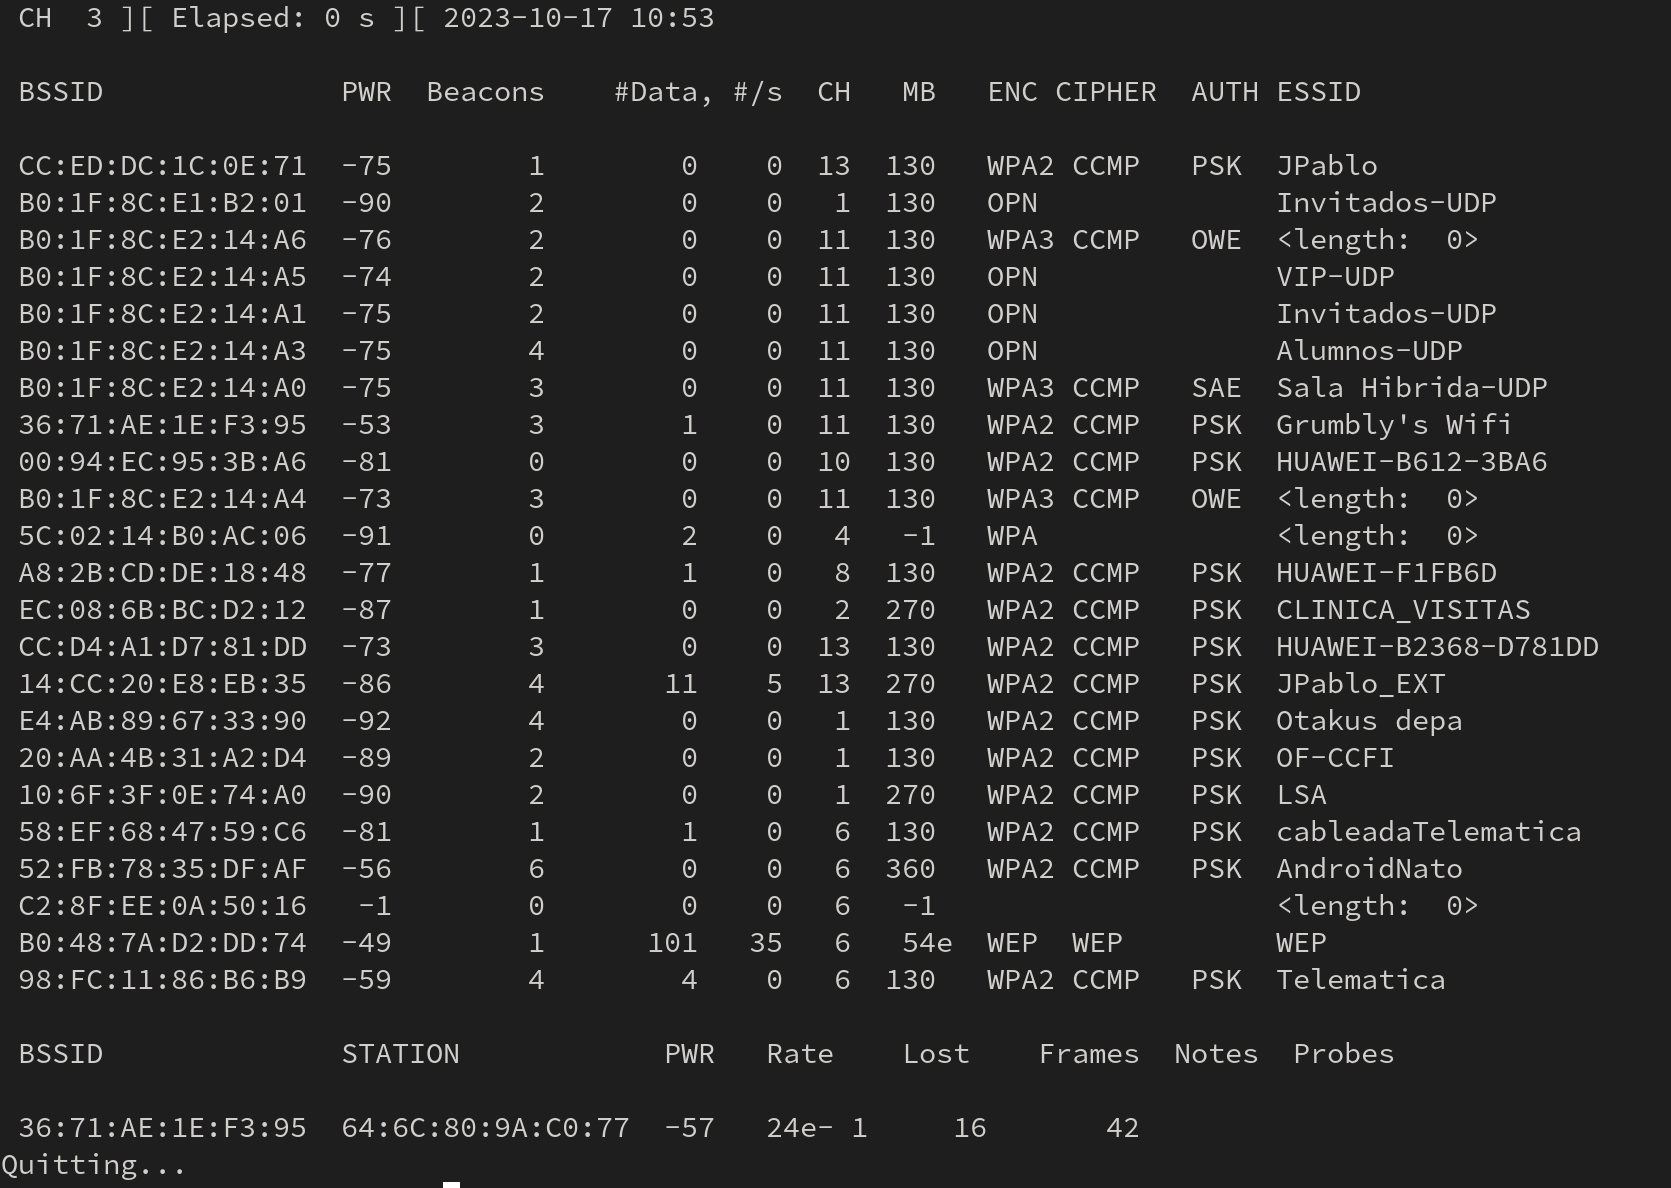 CH  3 ][ Elapsed: 0 s ][ 2023-10-17 10:53
BSSID              PWR  Beacons    #Data, #/s  CH   MB   ENC CIPHER  AUTH ESSID
CC:ED:DC:1C:0E:71  -75        1        0    0  13  130   WPA2 CCMP   PSK  JPablo
B0:1F:8C:E1:B2:01  -90        2        0    0   1  130   OPN              Invitados-UDP
B0:1F:8C:E2:14:A6  -76        2        0    0  11  130   WPA3 CCMP   OWE  <length:  0>
B0:1F:8C:E2:14:A5  -74        2        0    0  11  130   OPN              VIP-UDP
B0:1F:8C:E2:14:A1  -75        2        0    0  11  130   OPN              Invitados-UDP
B0:1F:8C:E2:14:A3  -75        4        0    0  11  130   OPN              Alumnos-UDP
B0:1F:8C:E2:14:A0  -75        3        0    0  11  130   WPA3 CCMP   SAE  Sala Hibrida-UDP
36:71:AE:1E:F3:95  -53        3        1    0  11  130   WPA2 CCMP   PSK  Grumbly's Wifi
00:94:EC:95:3B:A6  -81        0        0    0  10  130   WPA2 CCMP   PSK  HUAWEI-B612-3BA6
B0:1F:8C:E2:14:A4  -73        3        0    0  11  130   WPA3 CCMP   OWE  <length:  0>
5C:02:14:B0:AC:06  -91        0        2    0   4   -1   WPA              <length:  0>
A8:2B:CD:DE:18:48  -77        1        1    0   8  130   WPA2 CCMP   PSK  HUAWEI-F1FB6D
EC:08:6B:BC:D2:12  -87        1        0    0   2  270   WPA2 CCMP   PSK  CLINICA_VISITAS
CC:D4:A1:D7:81:DD  -73        3        0    0  13  130   WPA2 CCMP   PSK  HUAWEI-B2368-D781DD
14:CC:20:E8:EB:35  -86        4       11    5  13  270   WPA2 CCMP   PSK  JPablo_EXT
E4:AB:89:67:33:90  -92        4        0    0   1  130   WPA2 CCMP   PSK  Otakus depa
20:AA:4B:31:A2:D4  -89        2        0    0   1  130   WPA2 CCMP   PSK  OF-CCFI
10:6F:3F:0E:74:A0  -90        2        0    0   1  270   WPA2 CCMP   PSK  LSA
58:EF:68:47:59:C6  -81        1        1    0   6  130   WPA2 CCMP   PSK  cableadaTelematica
52:FB:78:35:DF:AF  -56        6        0    0   6  360   WPA2 CCMP   PSK  AndroidNato
C2:8F:EE:0A:50:16   -1        0        0    0   6   -1                    <length:  0>
B0:48:7A:D2:DD:74  -49        1      101   35   6   54e  WEP  WEP         WEP
98:FC:11:86:B6:B9  -59        4        4    0   6  130   WPA2 CCMP   PSK  Telematica
BSSID              STATION            PWR   Rate    Lost    Frames  Notes  Probes
36:71:AE:1E:F3:95  64:6C:80:9A:C0:77  -57   24e- 1     16       42
Quitting...